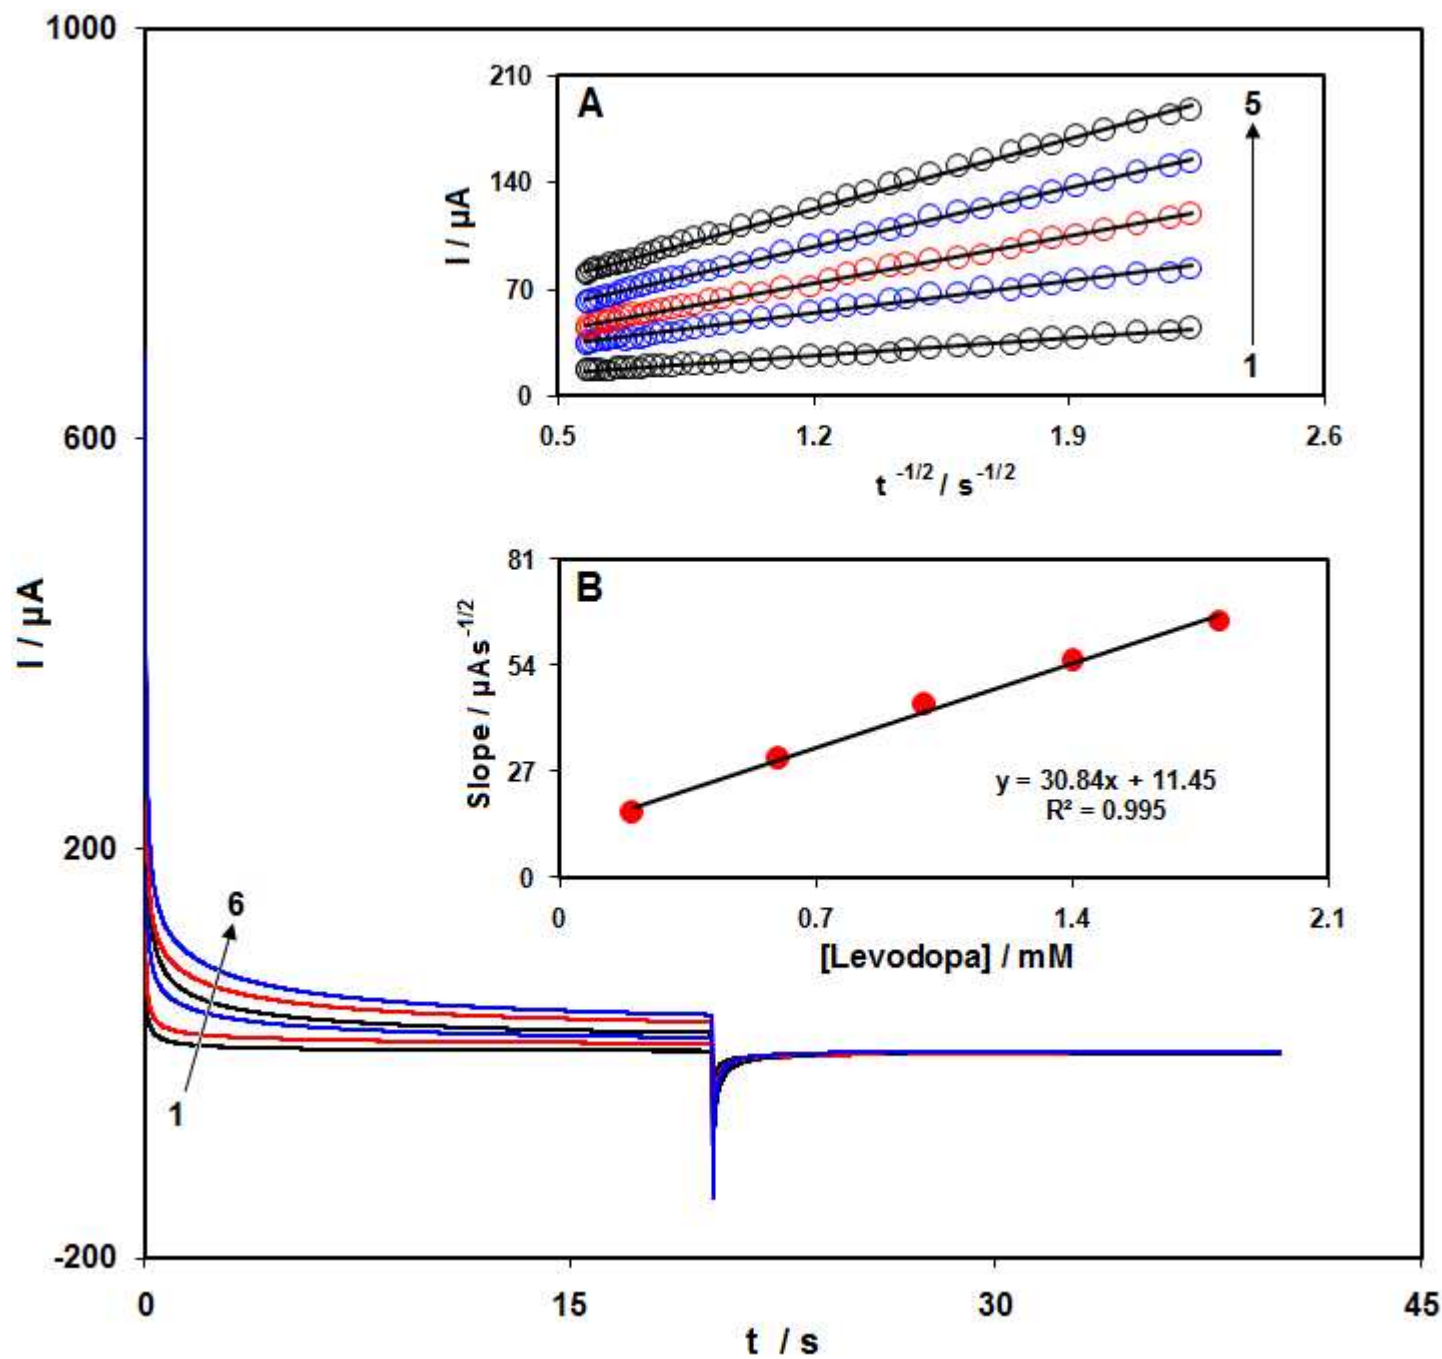 1000
600
200
-200
I / µA
0
15
30
45
t / s
6
1
A
210
140
70
0
I / µA
5
1
0.5
1.2
1.9
2.6
t -1/2 / s-1/2
B
81
54
27
0
Slope / µAs-1/2
y = 30.84x + 11.45
R² = 0.995
0
0.7
1.4
2.1
[Levodopa] / mM